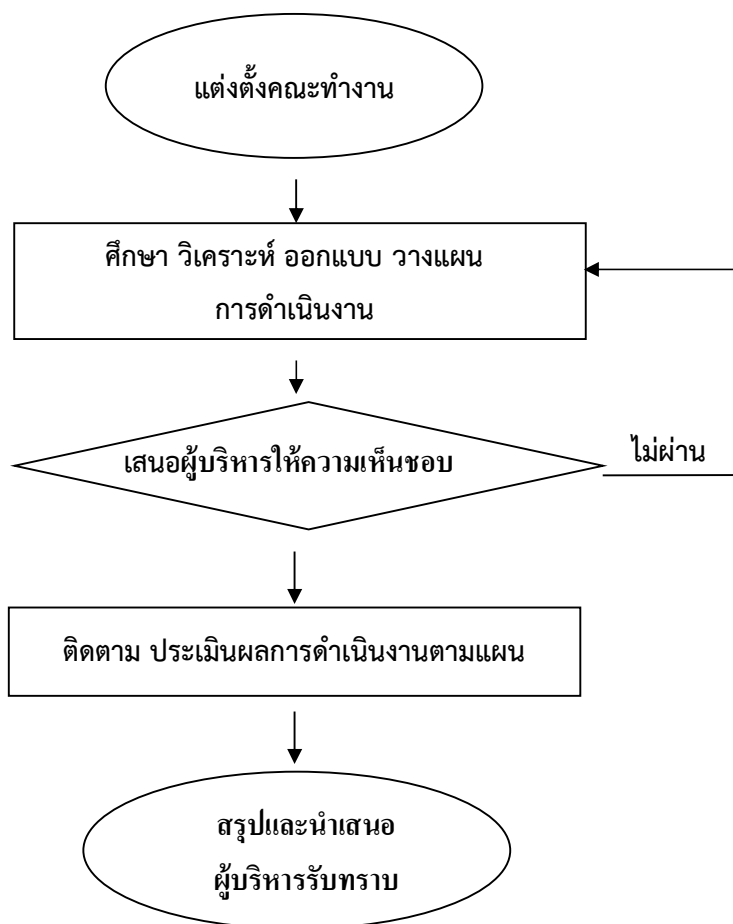 แต่งตั้งคณะทำงาน
ศึกษา วิเคราะห์ ออกแบบ วางแผน
การดำเนินงาน
เสนอผู้บริหารให้ความเห็นชอบ
ไม่ผ่าน
ติดตาม ประเมินผลการดำเนินงานตามแผน
สรุปและนำเสนอ
ผู้บริหารรับทราบ